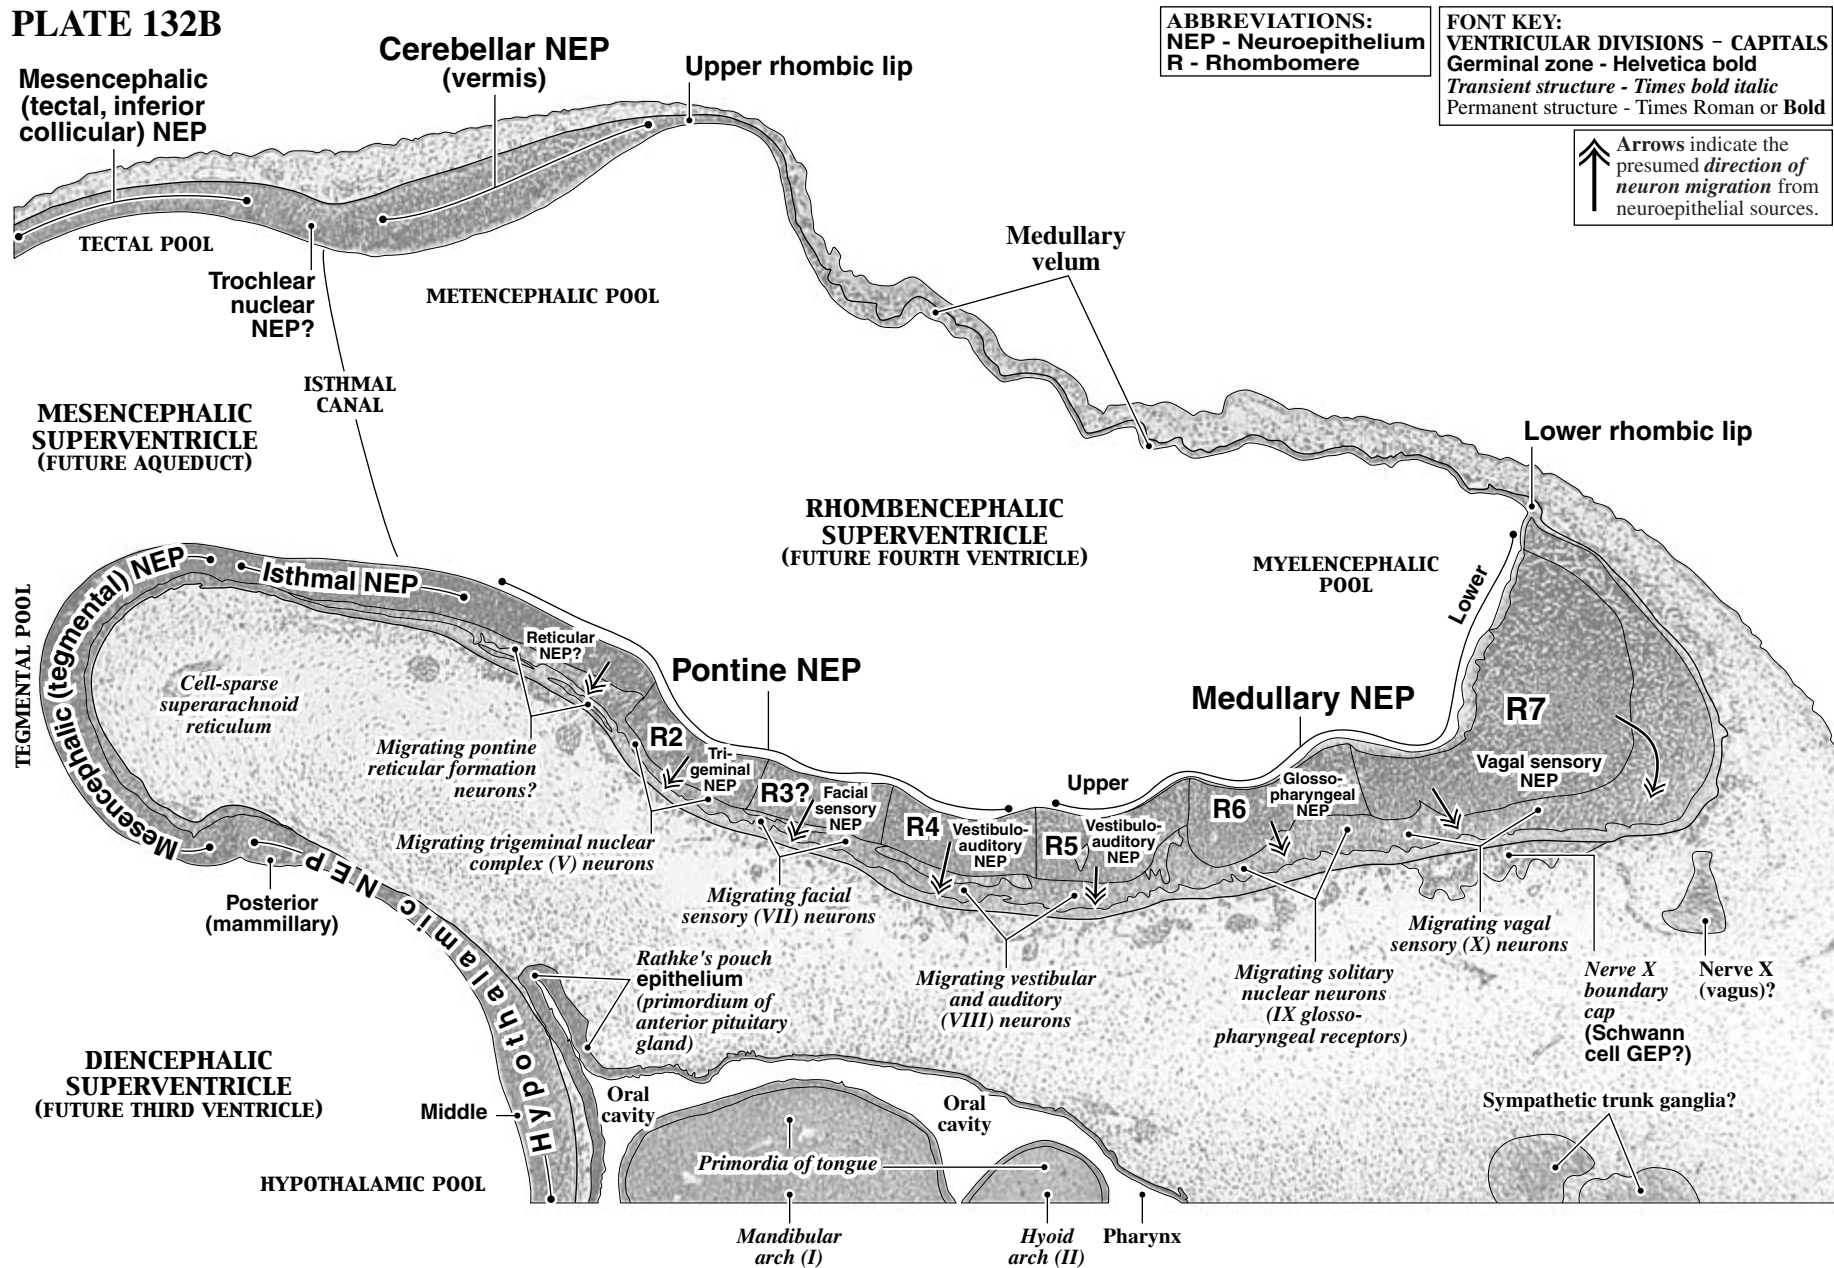 PLATE 132B
ABBREVIATIONS:
NEP - Neuroepithelium
R - Rhombomere
FONT KEY:
VENTRICULAR DIVISIONS - CAPITALS
Germinal zone - Helvetica bold
Transient structure - Times bold italic
Permanent structure - Times Roman or Bold
Arrows indicate the
presumed direction of
neuron migration from
neuroepithelial sources.
Mesencephalic
(tectal, inferior
collicular) NEP
Cerebellar NEP
(vermis)
Upper rhombic lip
TECTAL POOL
Trochlear
nuclear
NEP?
METENCEPHALIC POOL
Medullary
velum
ISTHMAL
CANAL
MESENCEPHALIC
SUPERVENTRICLE
(FUTURE AQUEDUCT)
Lower rhombic lip
RHOMBENCEPHALIC
SUPERVENTRICLE
(FUTURE FOURTH VENTRICLE)
MYELENCEPHALIC
POOL
Lower
TEGMENTAL POOL
Mesencephalic (tegmental) NEP
Isthmal NEP
Reticular
NEP?
Cell-sparse
superarachnoid
reticulum
Pontine NEP
Medullary NEP
R7
Vagal sensory
NEP
Migrating pontine
reticular formation
neurons?
R2
Tri-
geminal
NEP
R3?
Facial
sensory
NEP
R4
Vestibulo-
auditory
NEP
Upper
R5
Vestibulo-
auditory
NEP
R6
Glosso-
pharyngeal
NEP
Migrating trigeminal nuclear
complex (V) neurons
Migrating facial
sensory (VII) neurons
Posterior
(mammillary)
Hypothalamic NEP
Rathke's pouch
epithelium
(primordium of
anterior pituitary
gland)
Migrating vestibular
and auditory
(VIII) neurons
Migrating solitary
nuclear neurons
(IX glosso-
pharyngeal receptors)
Migrating vagal
sensory (X) neurons
Nerve X
boundary
cap
(Schwann
cell GEP?)
Nerve X
(vagus)?
DIENCEPHALIC
SUPERVENTRICLE
(FUTURE THIRD VENTRICLE)
Middle
Oral
cavity
Oral
cavity
Sympathetic trunk ganglia?
Primordia of tongue
HYPOTHALAMIC POOL
Mandibular
arch (I)
Hyoid
arch (II)
Pharynx